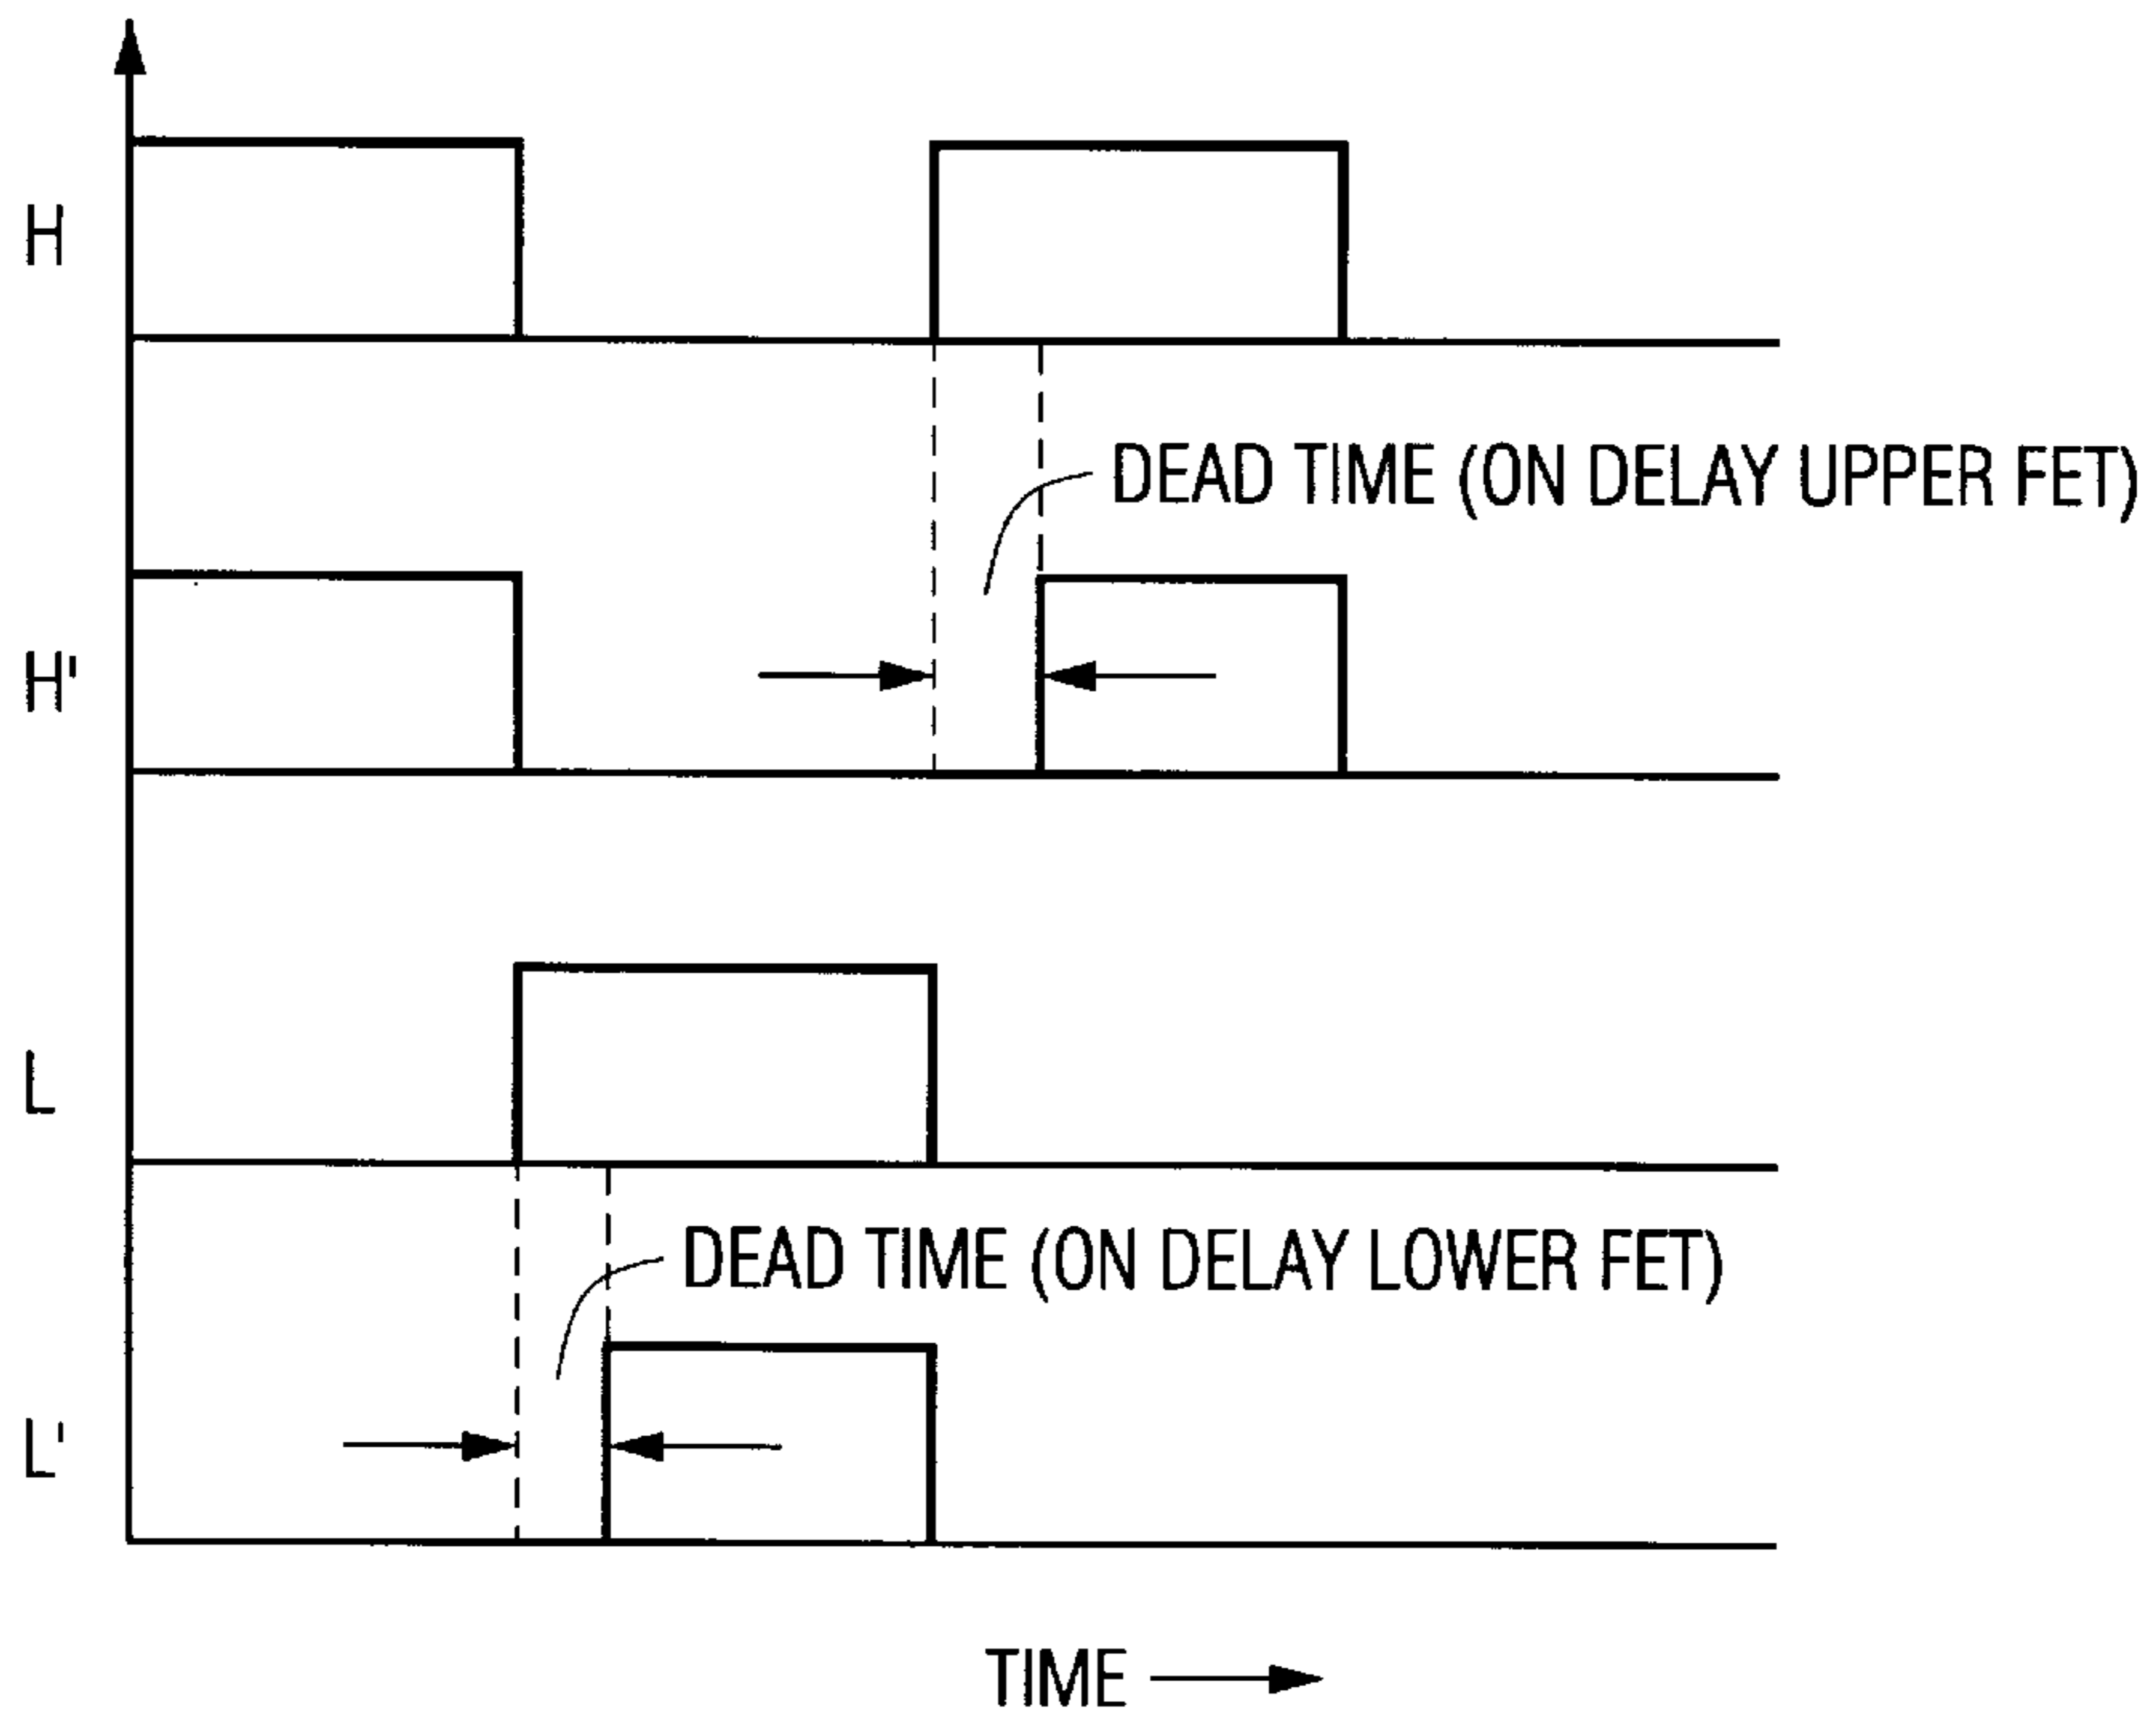 H
DEAD TIME (ON DELAY UPPER FET)
H'
L
DEAD TIME (ON DELAY LOWER FET)
L'
TIME